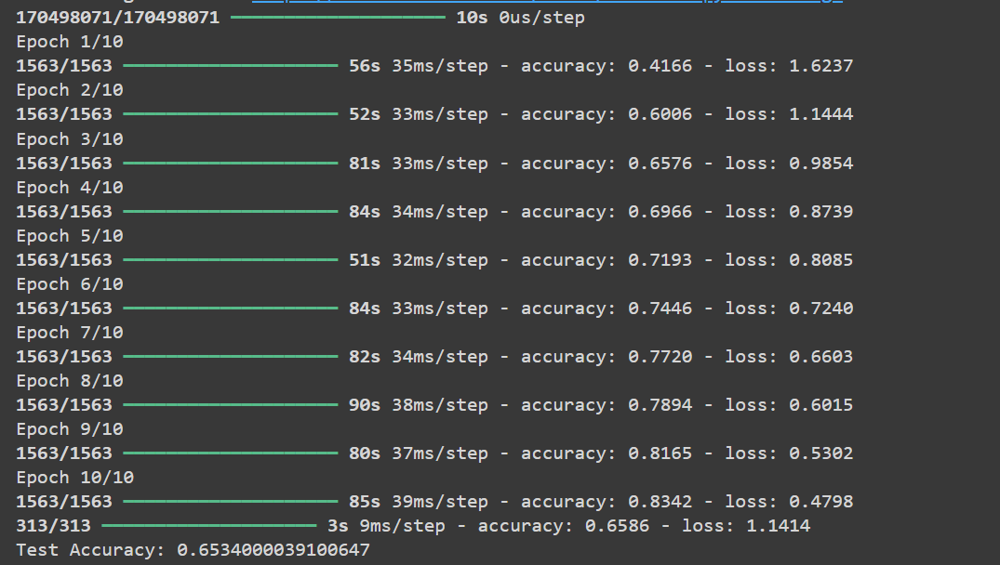 170498071/170498071 ━━━━━━━━━━━━━━━━━━━━ 10s 0us/step
Epoch 1/10
1563/1563 ━━━━━━━━━━━━━━━━━━━━ 56s 35ms/step - accuracy: 0.4166 - loss: 1.6237
Epoch 2/10
1563/1563 ━━━━━━━━━━━━━━━━━━━━ 52s 33ms/step - accuracy: 0.6006 - loss: 1.1444
Epoch 3/10
1563/1563 ━━━━━━━━━━━━━━━━━━━━ 81s 33ms/step - accuracy: 0.6576 - loss: 0.9854
Epoch 4/10
1563/1563 ━━━━━━━━━━━━━━━━━━━━ 84s 34ms/step - accuracy: 0.6966 - loss: 0.8739
Epoch 5/10
1563/1563 ━━━━━━━━━━━━━━━━━━━━ 51s 32ms/step - accuracy: 0.7193 - loss: 0.8085
Epoch 6/10
1563/1563 ━━━━━━━━━━━━━━━━━━━━ 84s 33ms/step - accuracy: 0.7446 - loss: 0.7240
Epoch 7/10
1563/1563 ━━━━━━━━━━━━━━━━━━━━ 82s 34ms/step - accuracy: 0.7720 - loss: 0.6603
Epoch 8/10
1563/1563 ━━━━━━━━━━━━━━━━━━━━ 90s 38ms/step - accuracy: 0.7894 - loss: 0.6015
Epoch 9/10
1563/1563 ━━━━━━━━━━━━━━━━━━━━ 80s 37ms/step - accuracy: 0.8165 - loss: 0.5302
Epoch 10/10
1563/1563 ━━━━━━━━━━━━━━━━━━━━ 85s 39ms/step - accuracy: 0.8342 - loss: 0.4798
313/313 ━━━━━━━━━━━━━━━━━━━━ 3s 9ms/step - accuracy: 0.6586 - loss: 1.1414
Test Accuracy: 0.6534000039100647